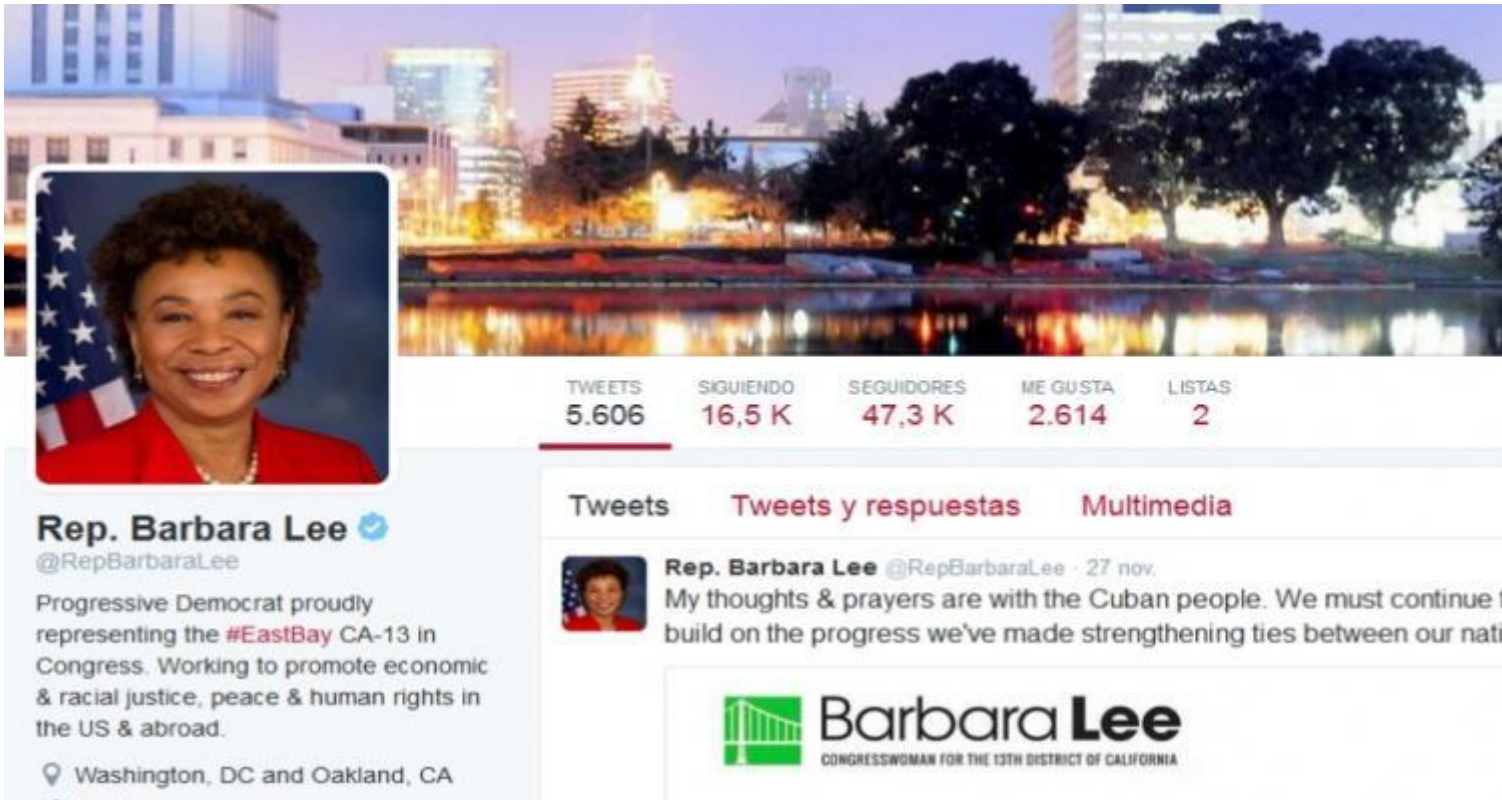 TWEETS
5.606
SIGUIENDO
16,5 K
SEGUIDORES
47,3 K
ME GUSTA
2.614
LISTAS
2
Rep. Barbara Lee
@RepBarbaraLee
Progressive Democrat proudly
representing the #EastBay CA-13 in
Congress. Working to promote economic
& racial justice, peace & human rights in
the US & abroad.
Washington, DC and Oakland, CA
Tweets Tweets y respuestas Multimedia
Rep. Barbara Lee @RepBarbaraLee · 27 nov.
My thoughts & prayers are with the Cuban people. We must continue
build on the progress we've made strengthening ties between our
Barbara Lee
CONGRESSWOMAN FOR THE 13TH DISTRICT OF CALIFORNIA